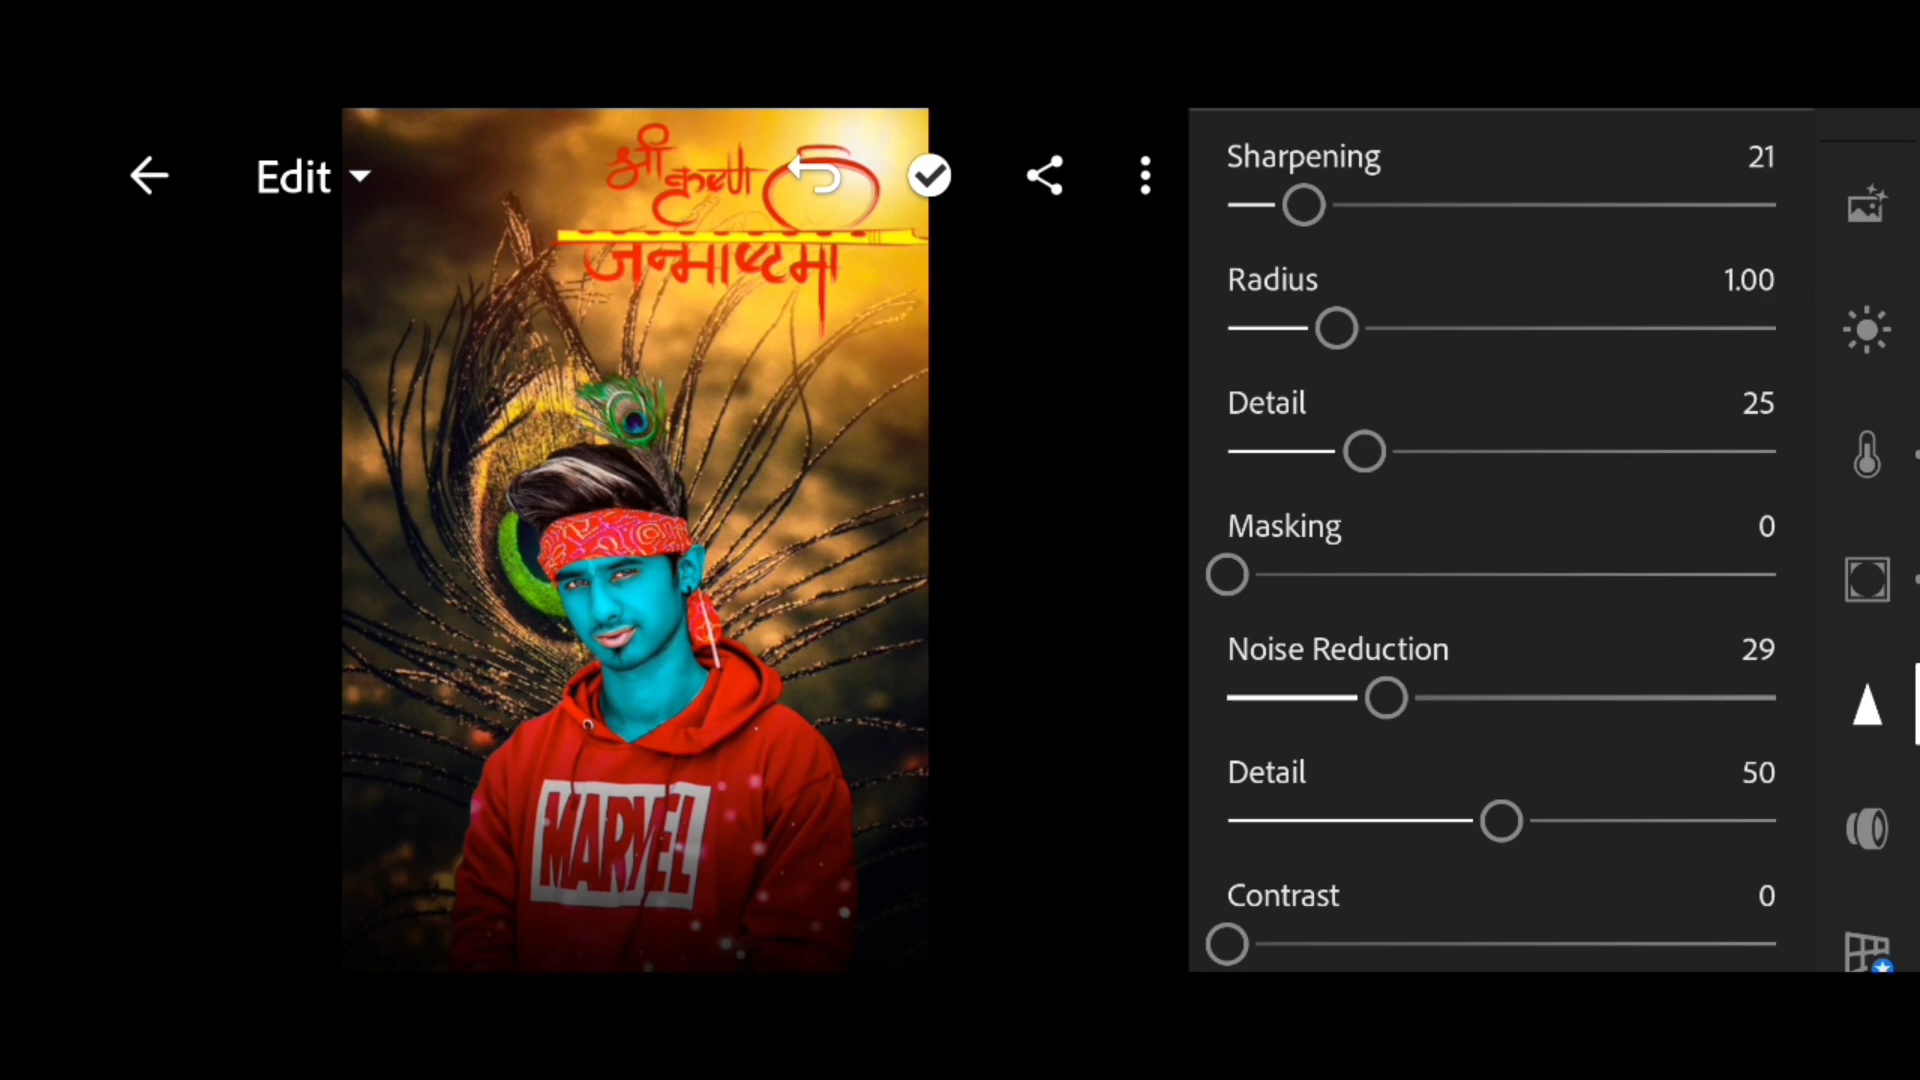 Edit
श्री
कृष्ण
जन्माष्टमी
MARVEL
Sharpening 21
Radius 1.00
Detail 25
Masking 0
Noise Reduction 29
Detail 50
Contrast 0